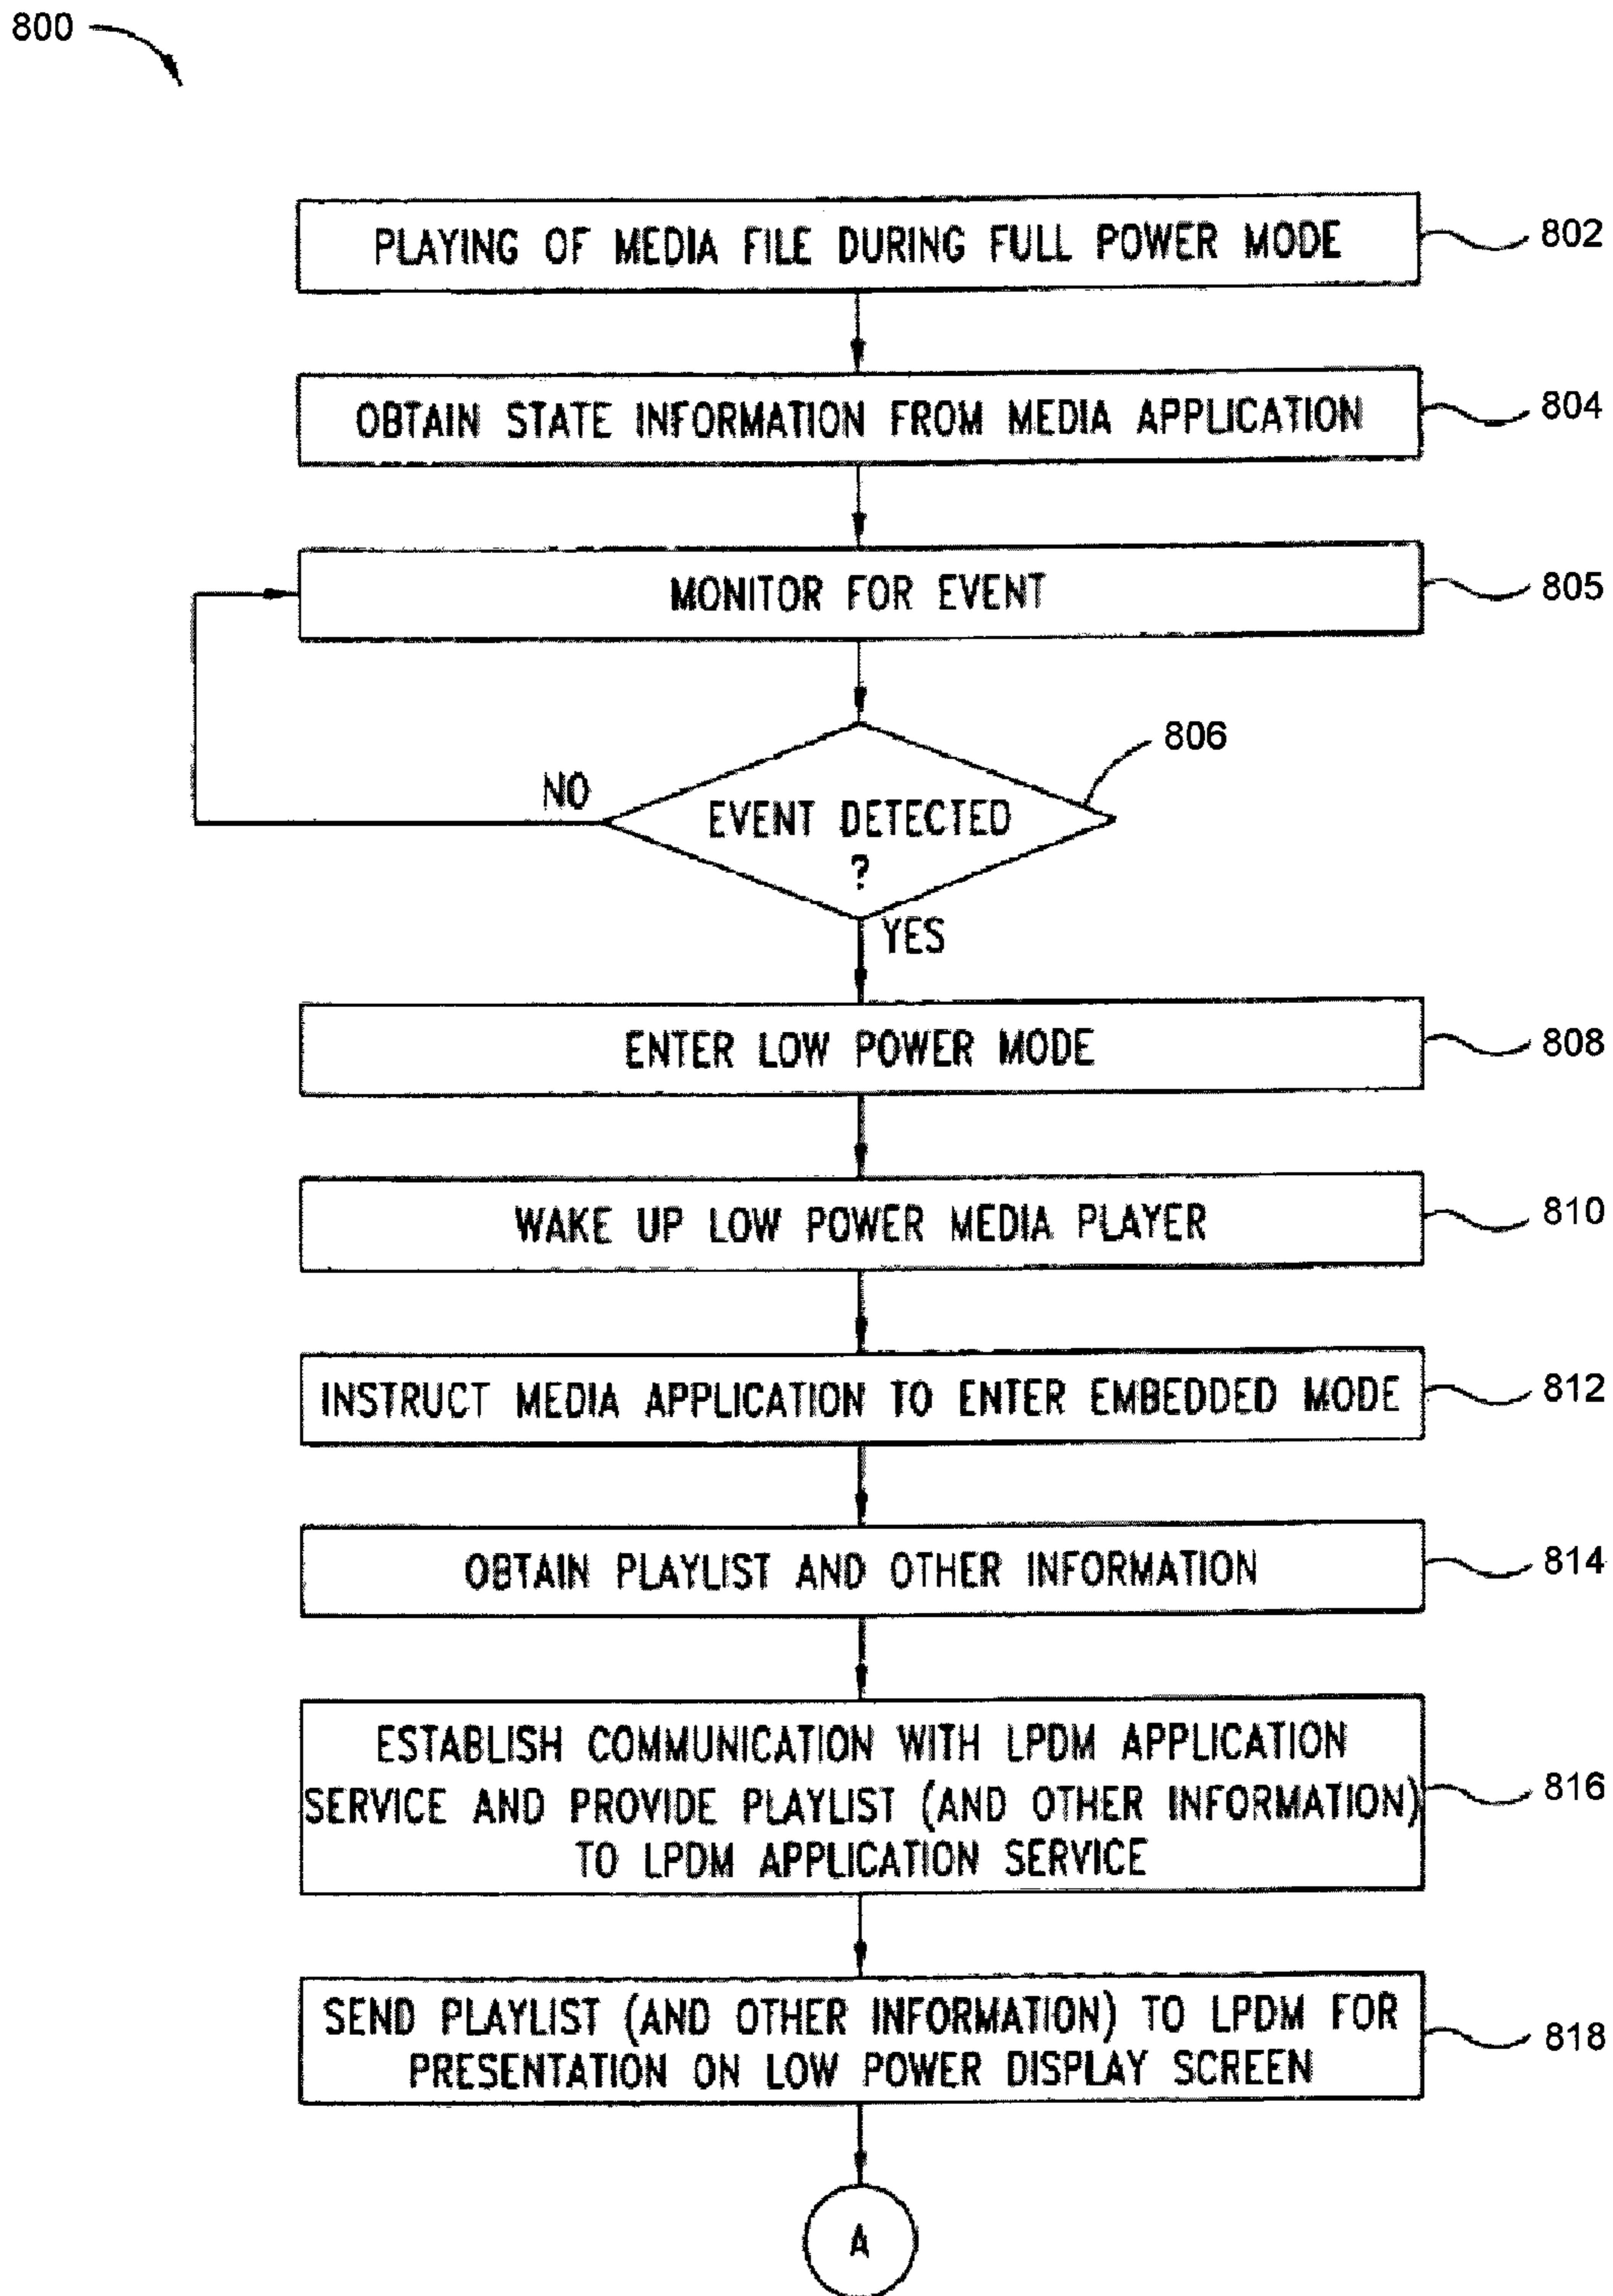 800
PLAYING OF MEDIA FILE DURING FULL POWER MODE
802
OBTAIN STATE INFORMATION FROM MEDIA APPLICATION
804
MONITOR FOR EVENT
805
806
NO
EVENT DETECTED
?
YES
ENTER LOW POWER MODE
808
WAKE UP LOW POWER MEDIA PLAYER
810
INSTRUCT MEDIA APPLICATION TO ENTER EMBEDDED MODE
812
OBTAIN PLAYLIST AND OTHER INFORMATION
814
ESTABLISH COMMUNICATION WITH LPDM APPLICATION
SERVICE AND PROVIDE PLAYLIST (AND OTHER INFORMATION)
TO LPDM APPLICATION SERVICE
816
SEND PLAYLIST (AND OTHER INFORMATION) TO LPDM FOR
PRESENTATION ON LOW POWER DISPLAY SCREEN
818
A